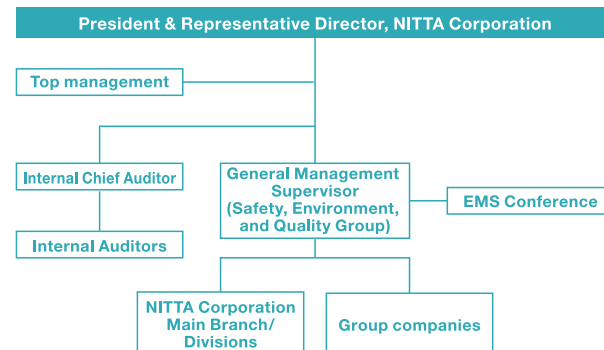 President & Representative Director, NITTA Corporation
Top management
Internal Chief Auditor
General Management
Supervisor
(Safety, Environment,
and Quality Group)
EMS Conference
Internal Auditors
NITTA Corporation
Main Branch/
Divisions
Group companies